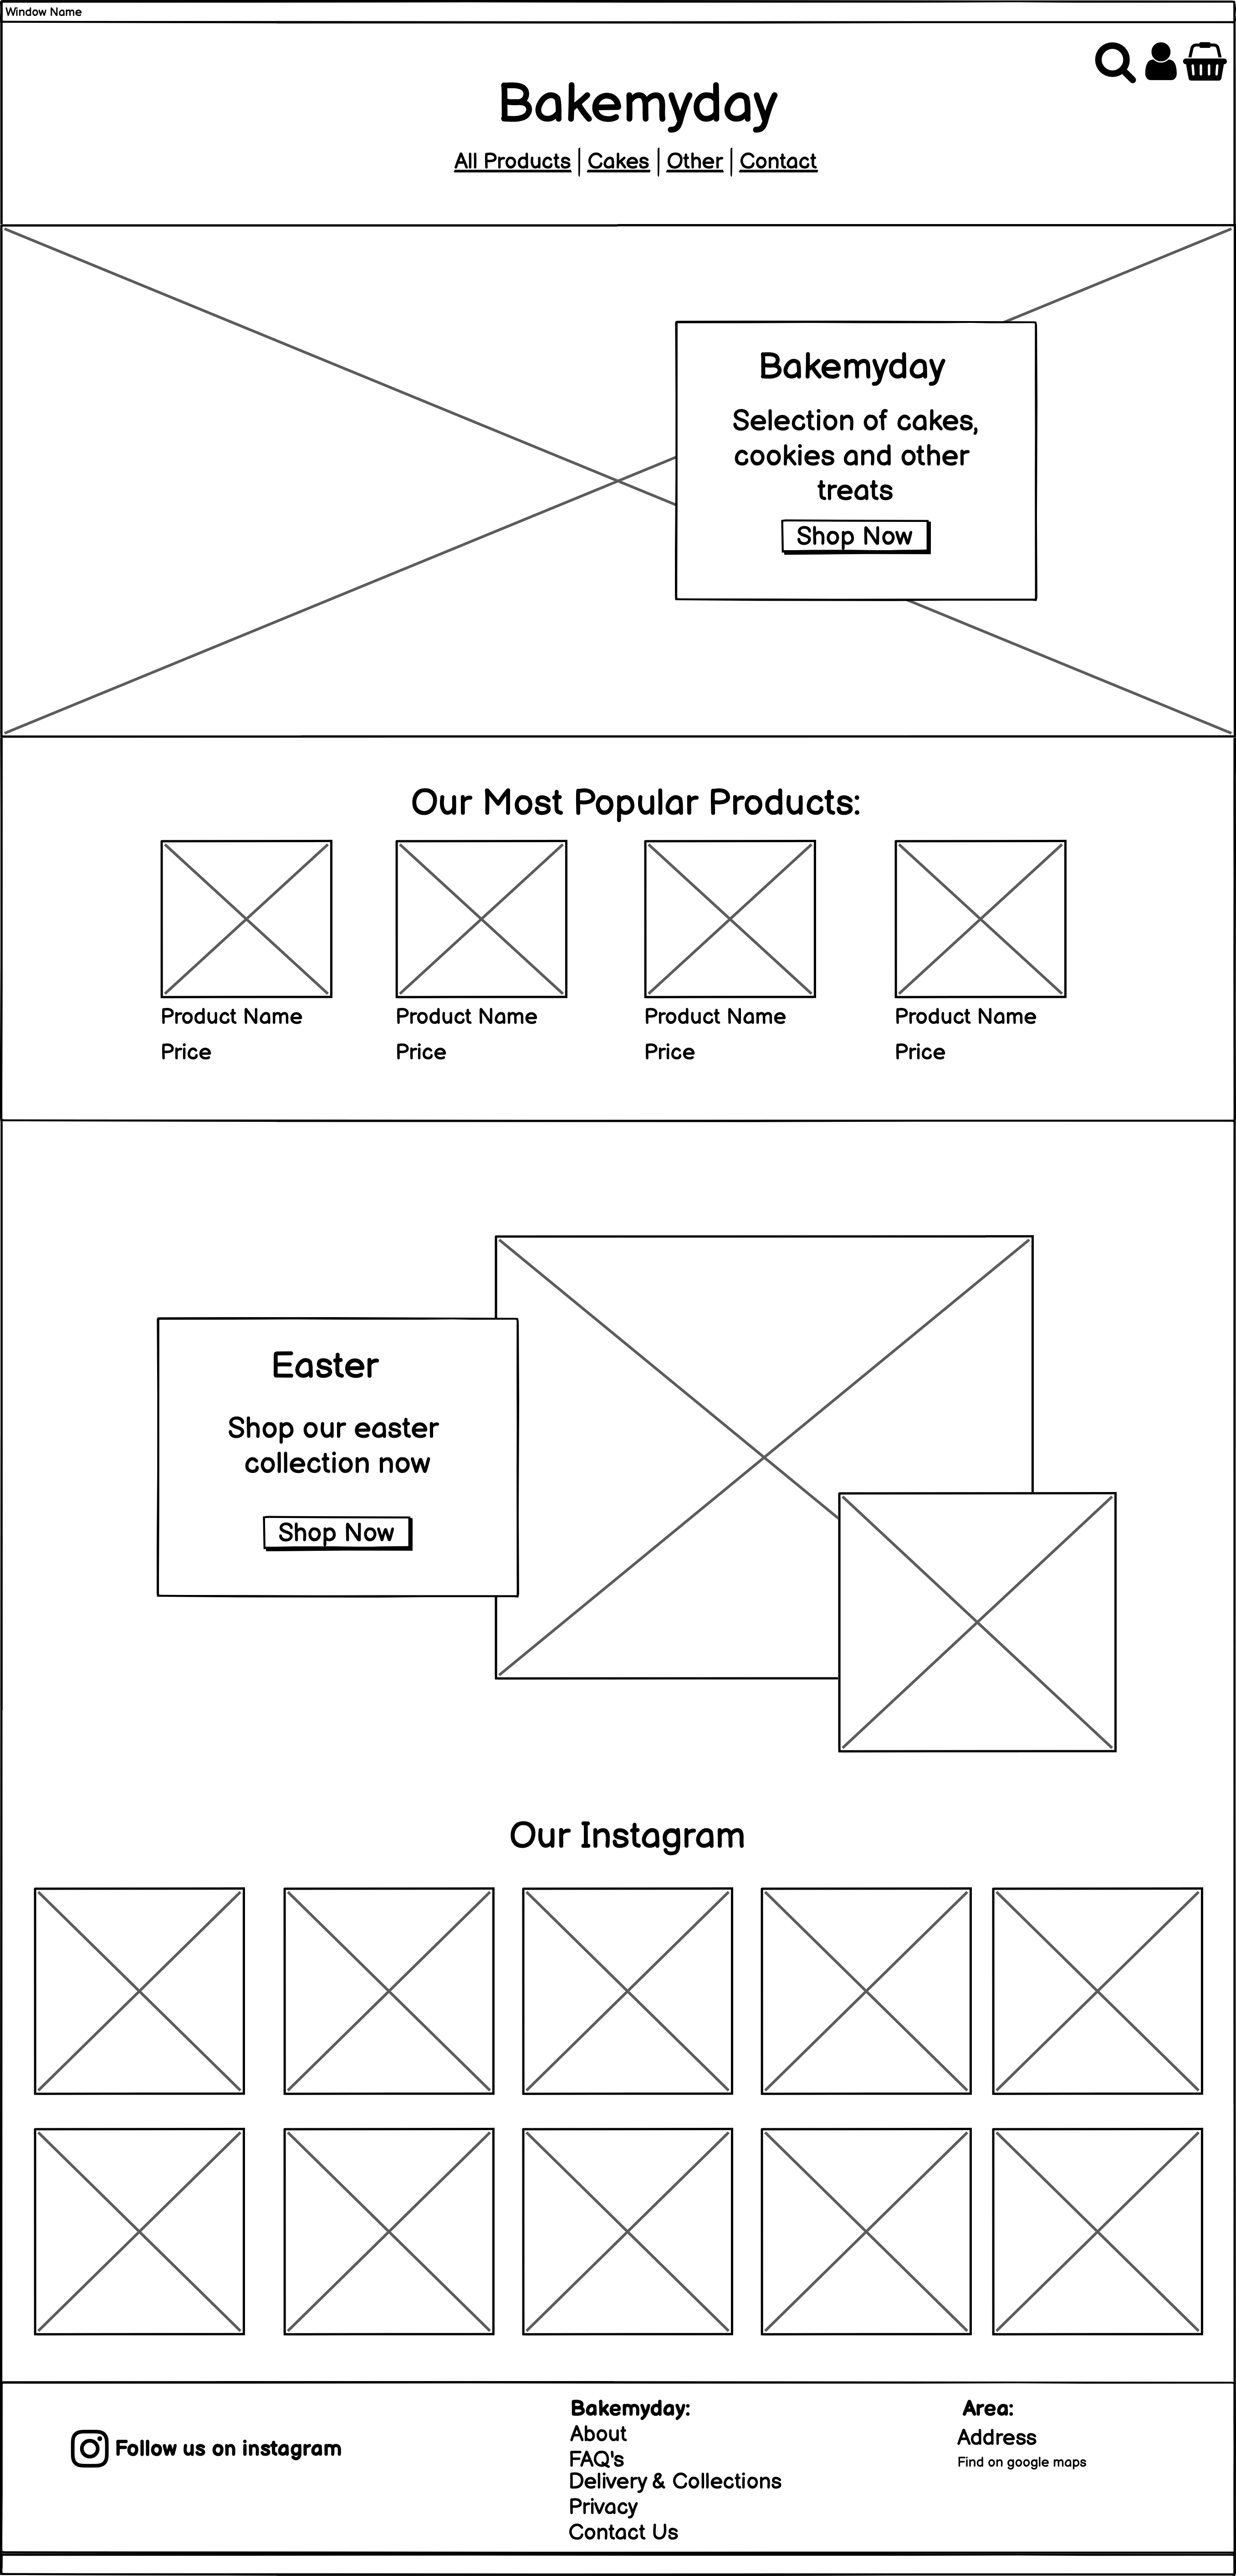 Window Name
Bakemyday
All Products | Cakes | Other | Contact
Bakemyday
Selection of cakes,
cookies and other
treats
Shop Now
Our Most Popular Products:
Product Name
Price
Product Name
Price
Product Name
Price
Product Name
Price
Easter
Shop our easter
collection now
Shop Now
Our Instagram
Follow us on instagram
Bakemyday:
About
FAQ's
Delivery & Collections
Privacy
Contact Us
Area:
Address
Find on google maps